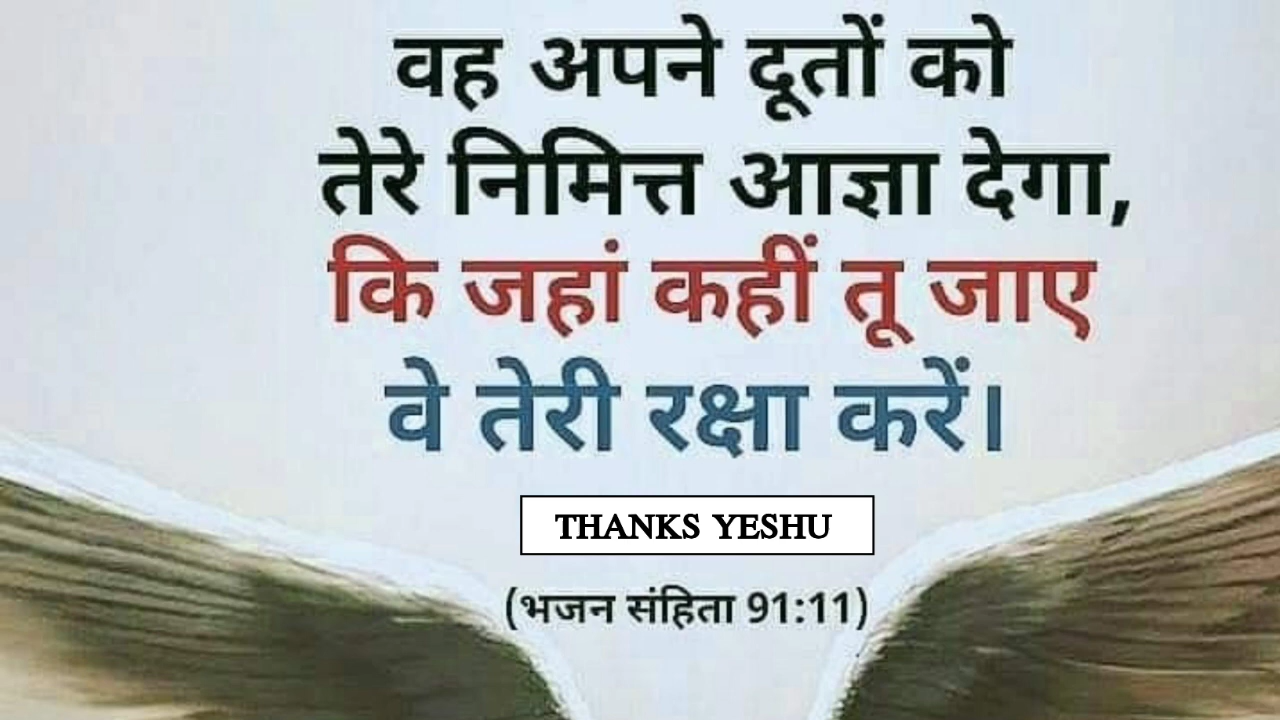 वह अपने दूतों को
तेरे निमित्त आज्ञा देगा,
कि जहां कहीं तू जाए
वे तेरी रक्षा करें।
THANKS YESHU
(भजन संहिता 91:11)